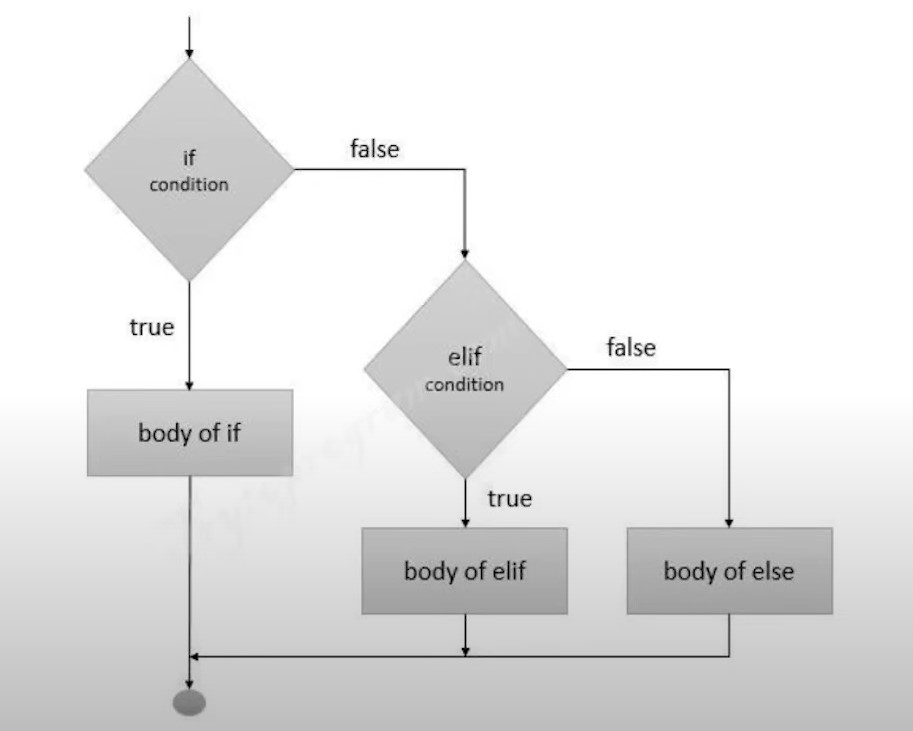 if
condition
false
true
elif
condition
false
body of if
true
body of elif
body of else